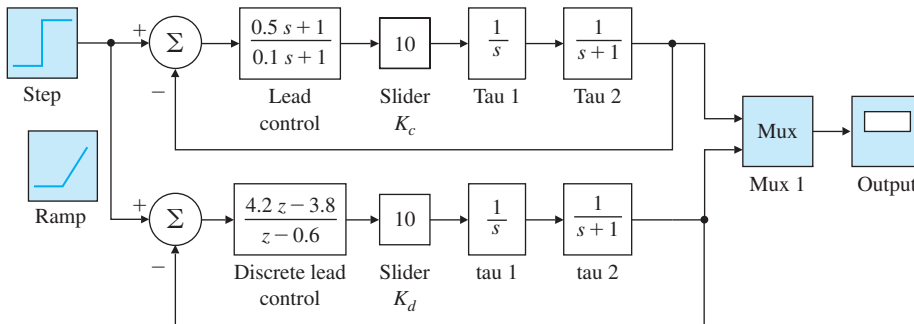 Step
+
Σ
−
0.5 s + 1
0.1 s + 1
Lead
control
10
Slider
K_c
1
s
Tau 1
1
s + 1
Tau 2
Ramp
+
Σ
−
4.2 z − 3.8
z − 0.6
Discrete lead
control
10
Slider
K_d
1
s
tau 1
1
s + 1
tau 2
Mux
Mux 1
Output